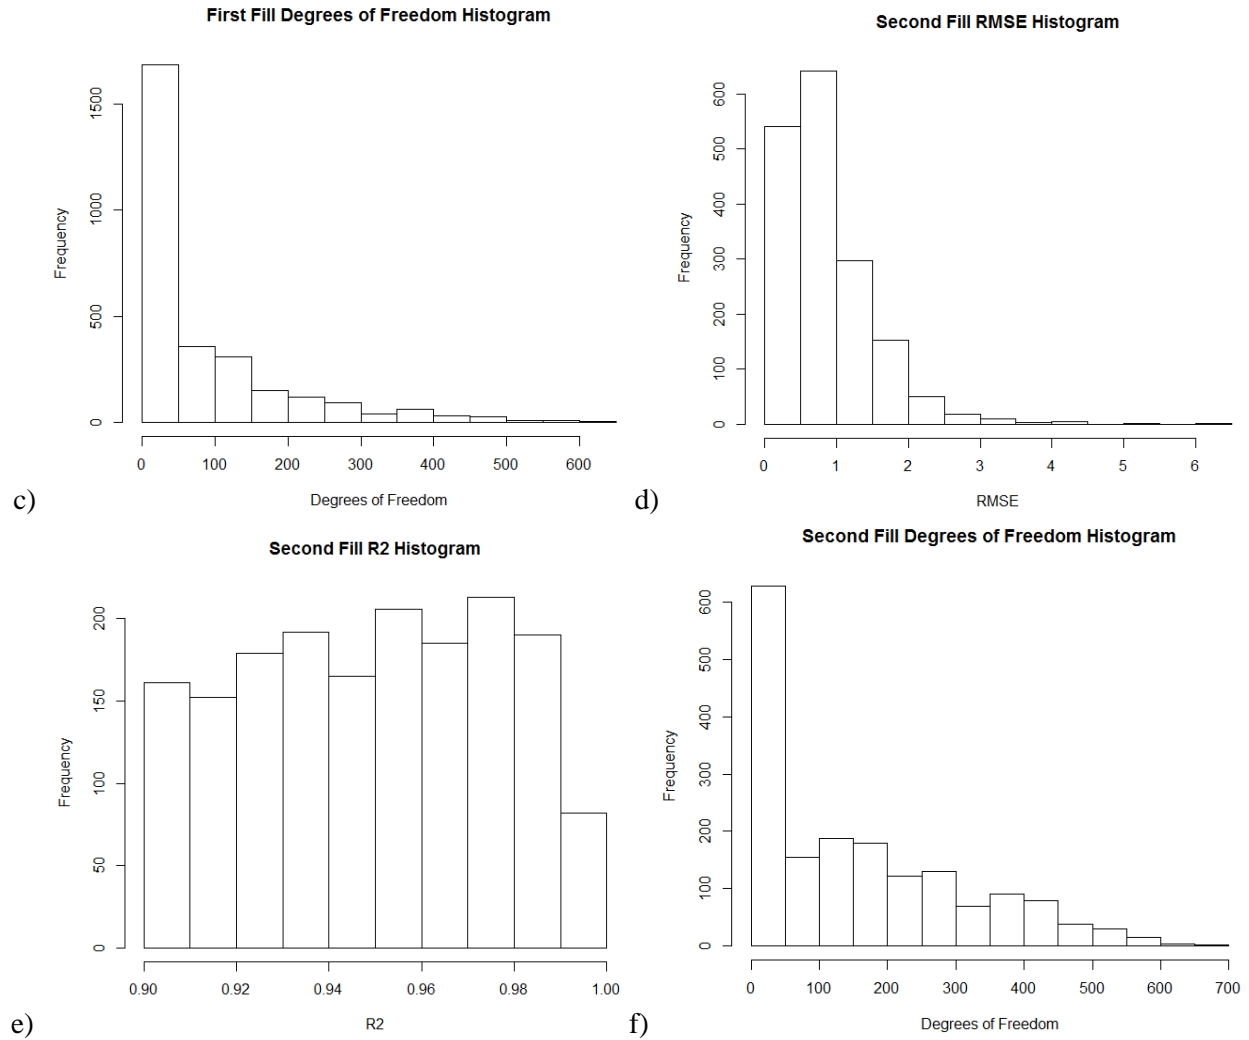 First Fill Degrees of Freedom Histogram
Frequency
0
500
1000
1500
0 100 200 300 400 500 600
Degrees of Freedom
c)
Second Fill RMSE Histogram
Frequency
0
100
200
300
400
500
600
0 1 2 3 4 5 6
RMSE
d)
Second Fill R2 Histogram
Frequency
0
50
100
150
200
0.90 0.92 0.94 0.96 0.98 1.00
R2
e)
Second Fill Degrees of Freedom Histogram
Frequency
0
100
200
300
400
500
600
0 100 200 300 400 500 600 700
Degrees of Freedom
f)